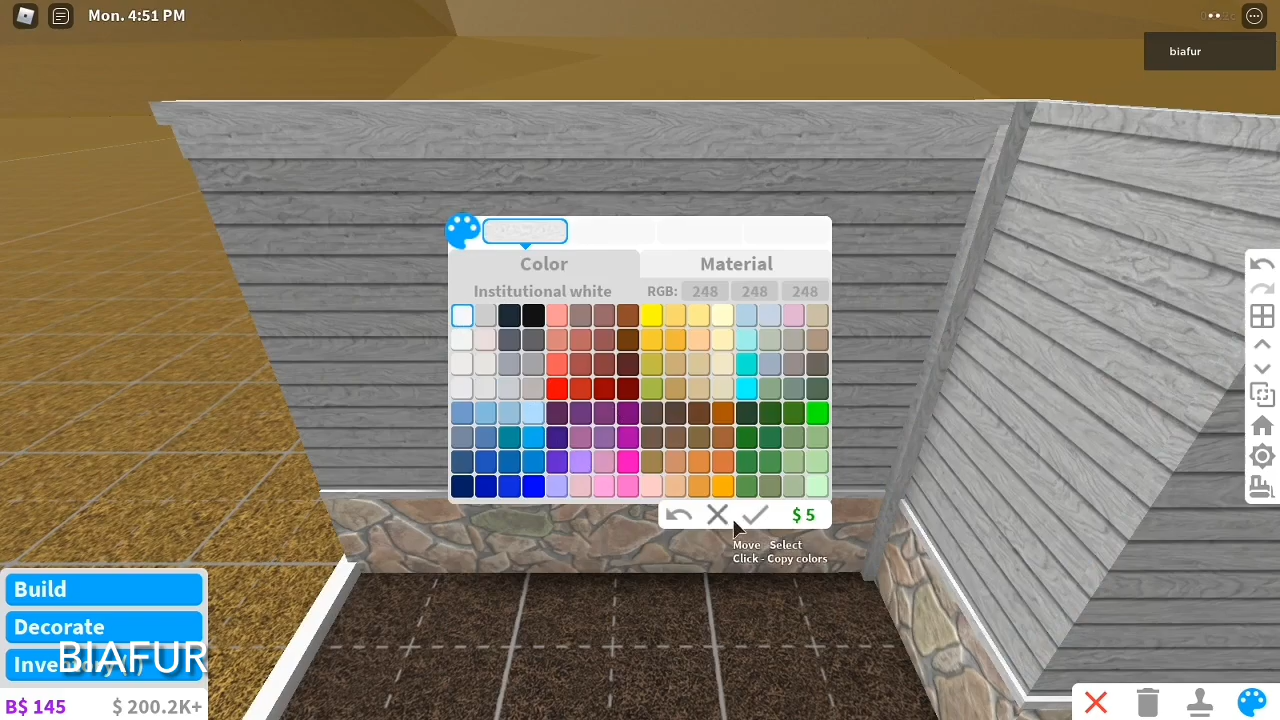 Mon. 4:51 PM
biafur
Color
Material
Institutional white
RGB: 248 248 248
$ 5
Move Select
Click - Copy colors
Build
Decorate
BIAFUR
B$ 145
$ 200.2K+